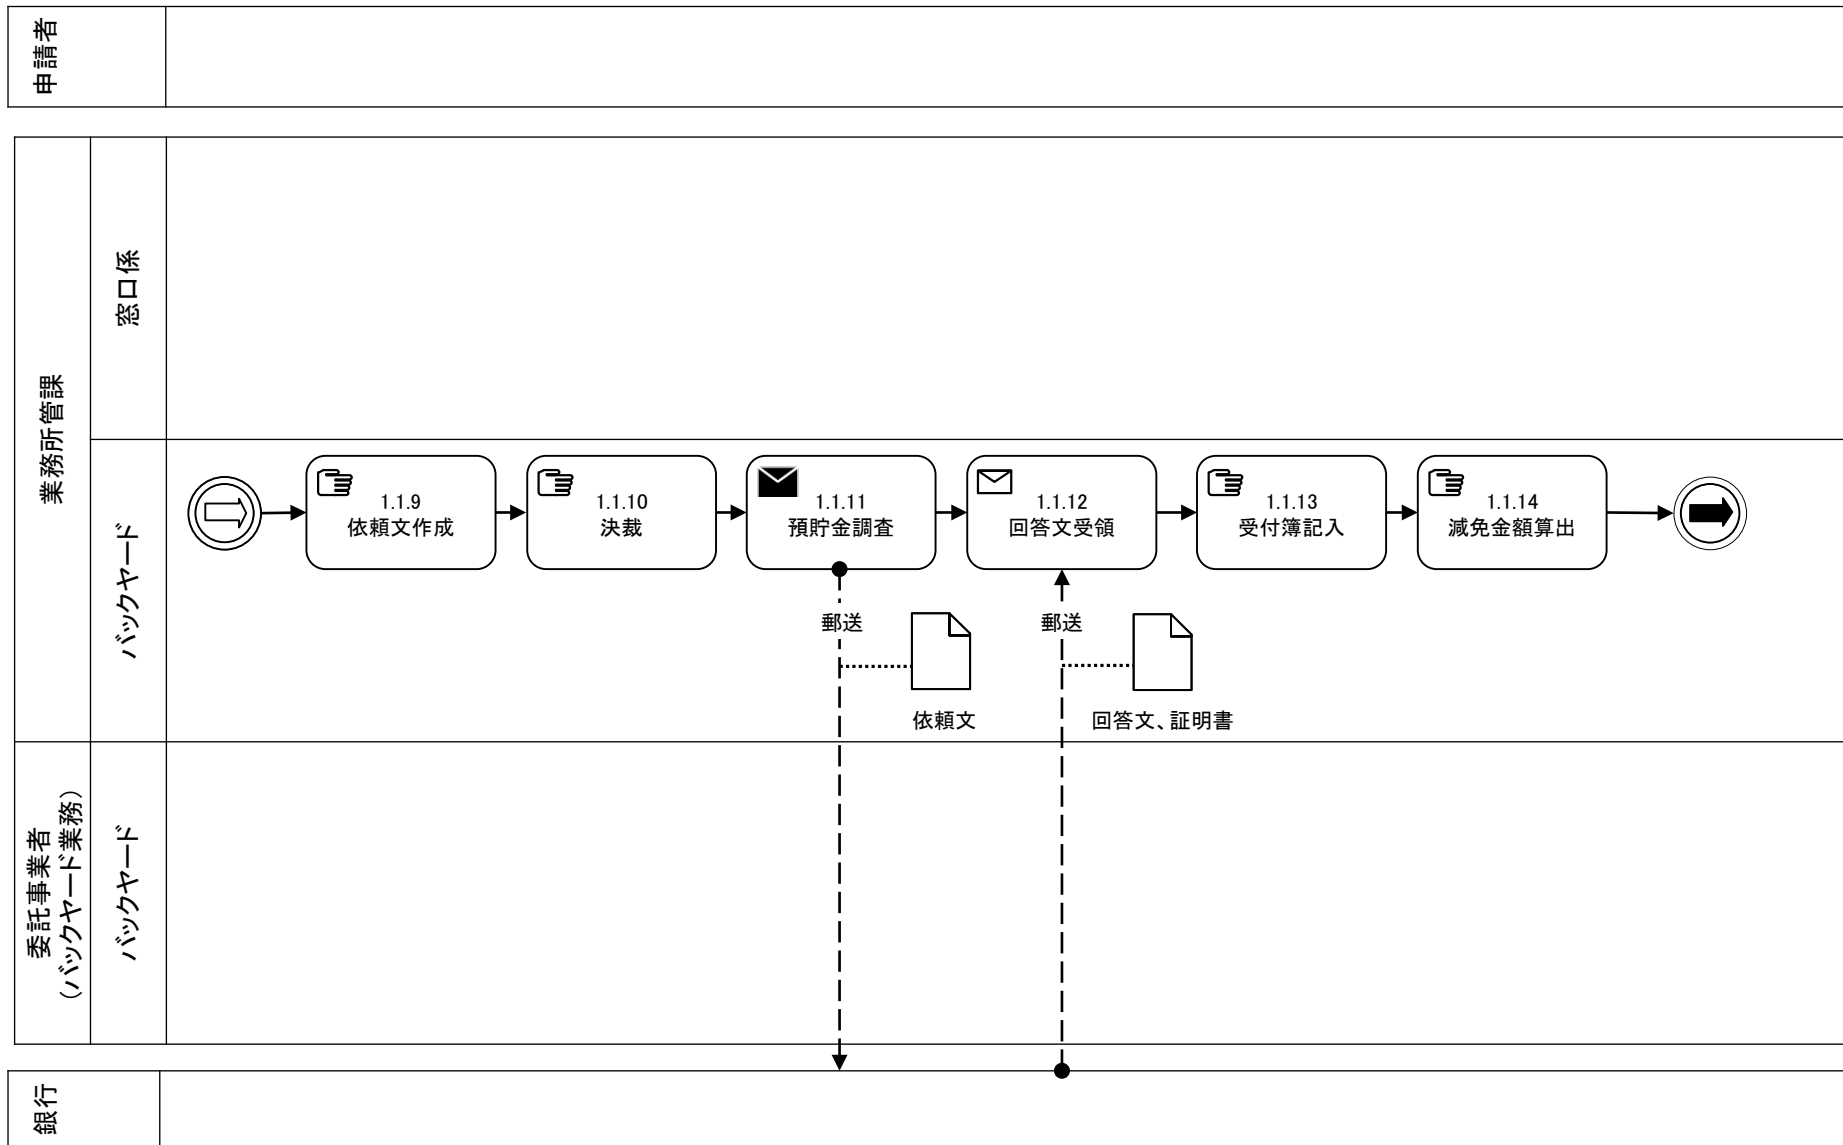 申請者
業務所管課
窓口係
バックヤード
1.1.9
依頼文作成
1.1.10
決裁
1.1.11
預貯金調査
1.1.12
回答文受領
1.1.13
受付簿記入
1.1.14
減免金額算出
郵送
依頼文
郵送
回答文、証明書
委託事業者
（バックヤード業務）
バックヤード
銀行